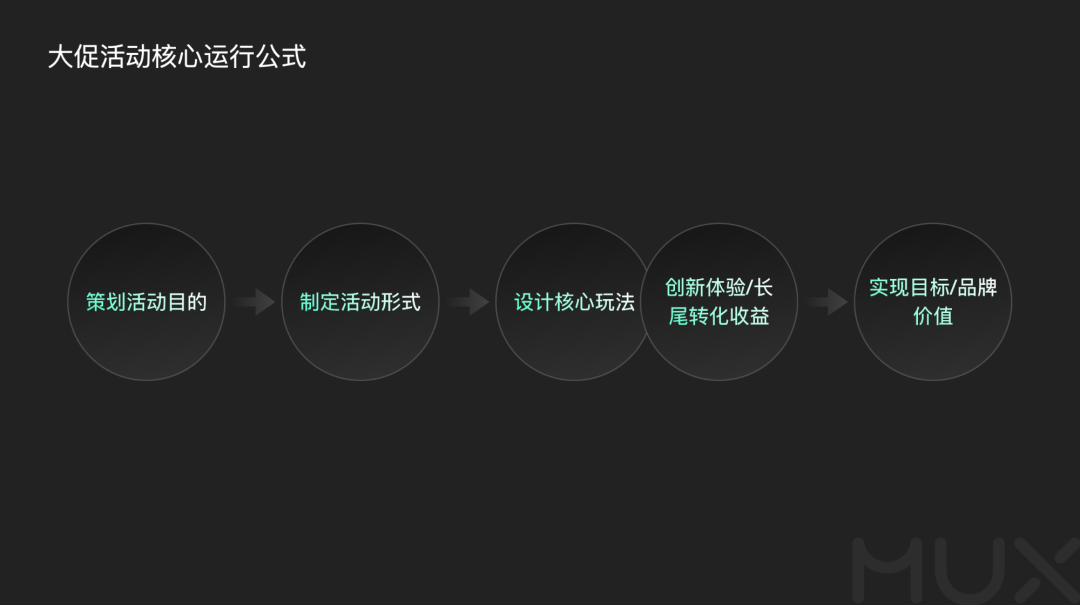 大促活动核心运行公式
策划活动目的
制定活动形式
设计核心玩法
创新体验/长
尾转化收益
实现目标/品牌
价值
MUX